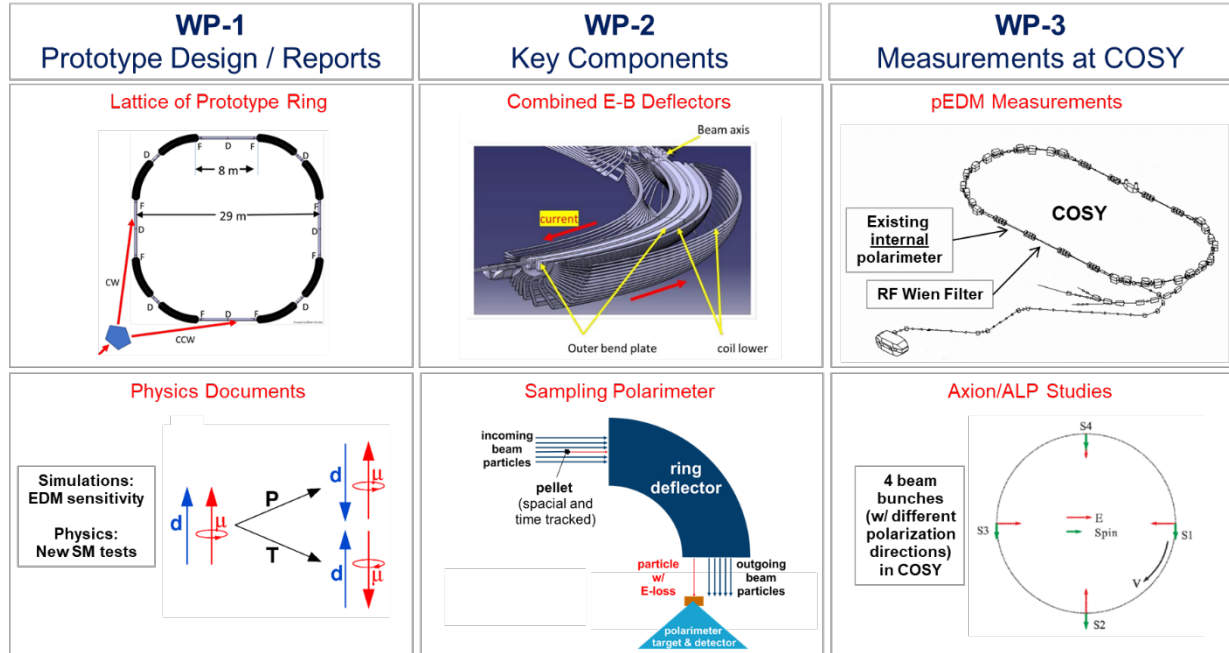 WP-1
Prototype Design / Reports
WP-2
Key Components
WP-3
Measurements at COSY
Lattice of Prototype Ring
F
D
F
D
D
8 m
F
F
29 m
D
D
F
F
CW
D
D
F
D
F
CCW
Combined E-B Deflectors
Beam axis
current
Outer bend plate
coil lower
pEDM Measurements
COSY
Existing
internal
polarimeter
RF Wien Filter
Physics Documents
Simulations:
EDM sensitivity
Physics:
New SM tests
d
μ
P
T
d
μ
d
μ
Sampling Polarimeter
incoming
beam
particles
pellet
(spacial and
time tracked)
ring
deflector
particle
w/
E-loss
outgoing
beam
particles
polarimeter
target & detector
Axion/ALP Studies
4 beam
bunches
(w/ different
polarization
directions)
in COSY
S4
S3
E
Spin
S1
V
S2